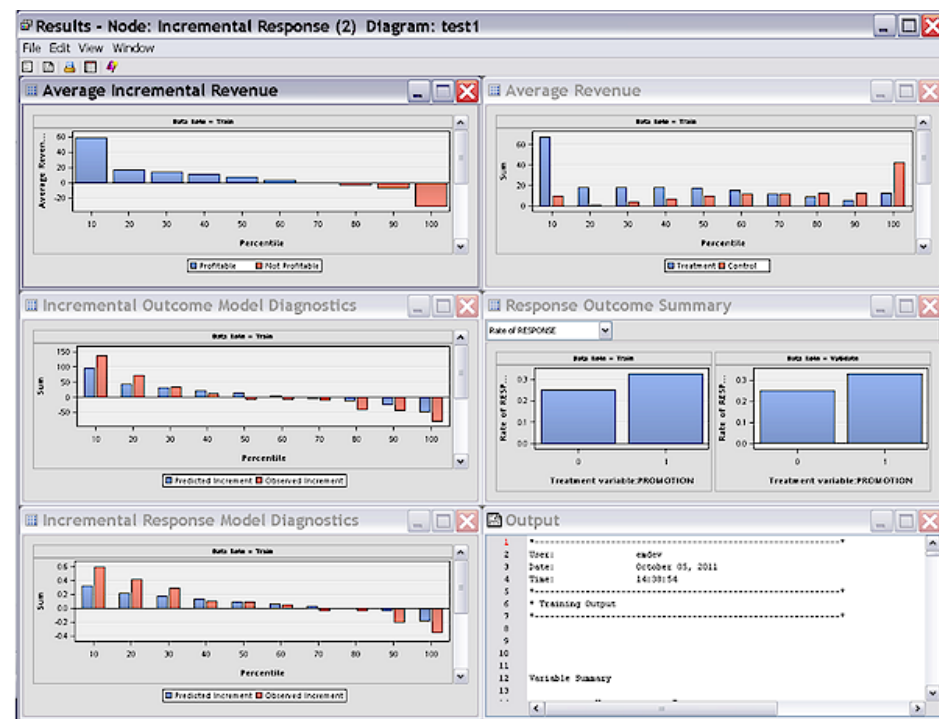 Results - Node: Incremental Response (2) Diagram: test1
File Edit View Window
Average Incremental Revenue
Data Role = Train
Average Reven...
60
40
20
0
-20
10 20 30 40 50 60 70 80 90 100
Percentile
Profitable Not Profitable
Average Revenue
Data Role = Train
Sum
60
40
20
0
10 20 30 40 50 60 70 80 90 100
Percentile
Treatment Control
Incremental Outcome Model Diagnostics
Data Role = Train
Sum
150
100
50
0
-50
10 20 30 40 50 60 70 80 90 100
Percentile
Predicted Increment Observed Increment
Response Outcome Summary
Rate of RESPONSE
Data Role = Train
Rate of RESP...
0.3
0.1
0.0
0 1
Treatment variable:PROMOTION
Data Role = Validate
Rate of RESP...
0.3
0.1
0.0
0 1
Treatment variable:PROMOTION
Incremental Response Model Diagnostics
Data Role = Train
Sum
0.6
0.4
0.2
0.0
-0.2
-0.4
10 20 30 40 50 60 70 80 90 100
Percentile
Predicted Increment Observed Increment
Output
1 *------------------------------------------------------------*
2 User: emdev
3 Date: October 05, 2011
4 Time: 14:38:54
5 *------------------------------------------------------------*
6 * Training Output
7 *------------------------------------------------------------*
8
9
10
11
12 Variable Summary
13